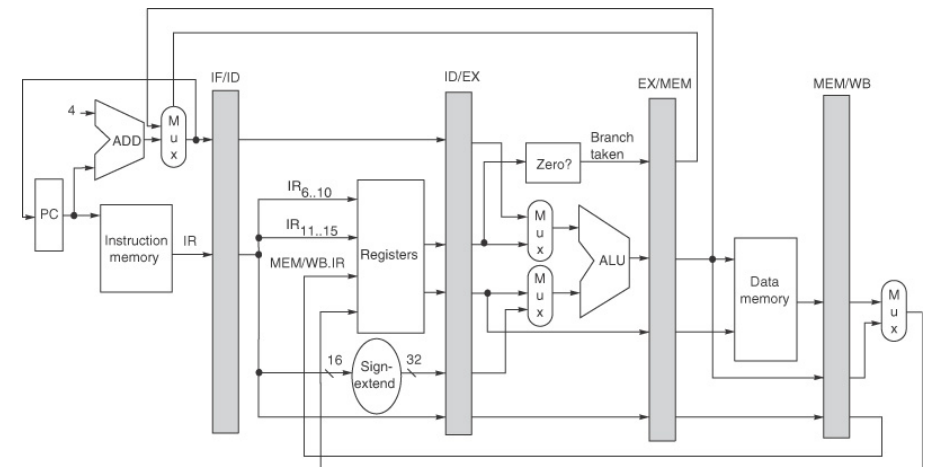 IF/ID
ID/EX
EX/MEM
MEM/WB
4
ADD
M
u
x
Branch
taken
Zero?
PC
Instruction
memory
IR
IR6..10
IR11..15
MEM/WB.IR
Registers
M
u
x
M
u
x
ALU
Data
memory
M
u
x
16
Sign-
extend
32